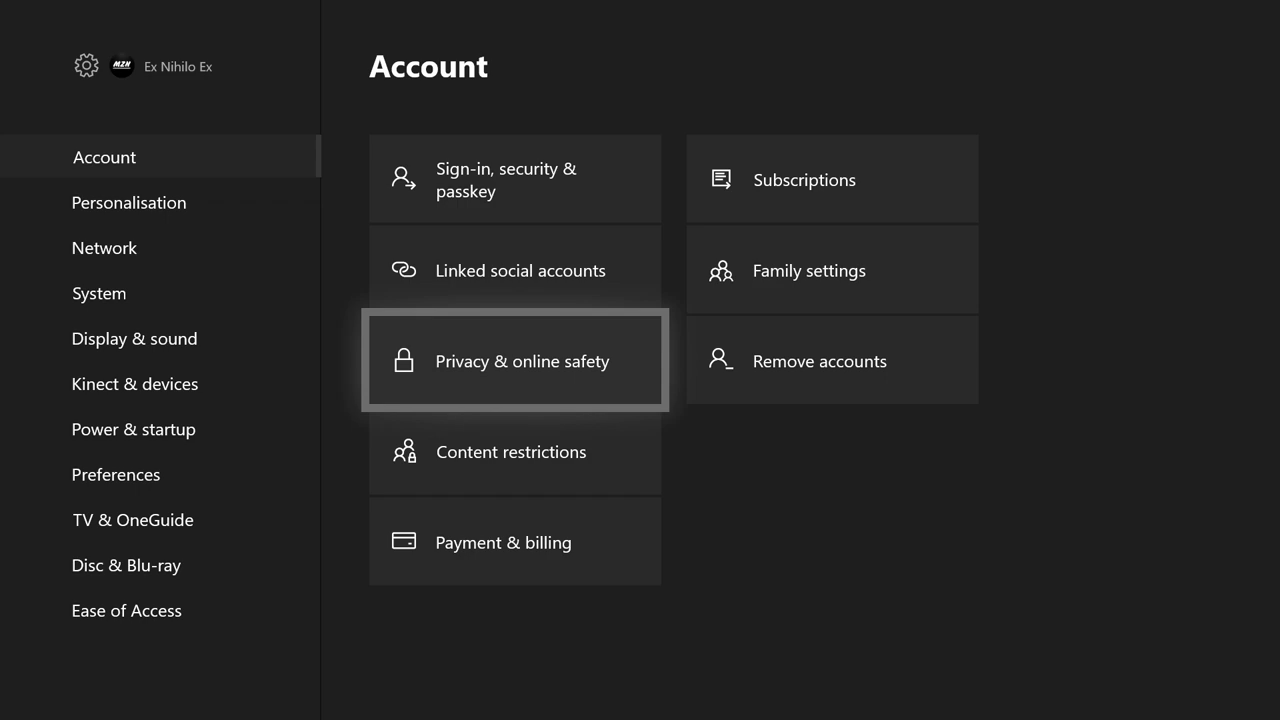 MZN
Ex Nihilo Ex
Account
Account
Personalisation
Network
System
Display & sound
Kinect & devices
Power & startup
Preferences
TV & OneGuide
Disc & Blu-ray
Ease of Access
Sign-in, security &
passkey
Linked social accounts
Privacy & online safety
Content restrictions
Payment & billing
Subscriptions
Family settings
Remove accounts